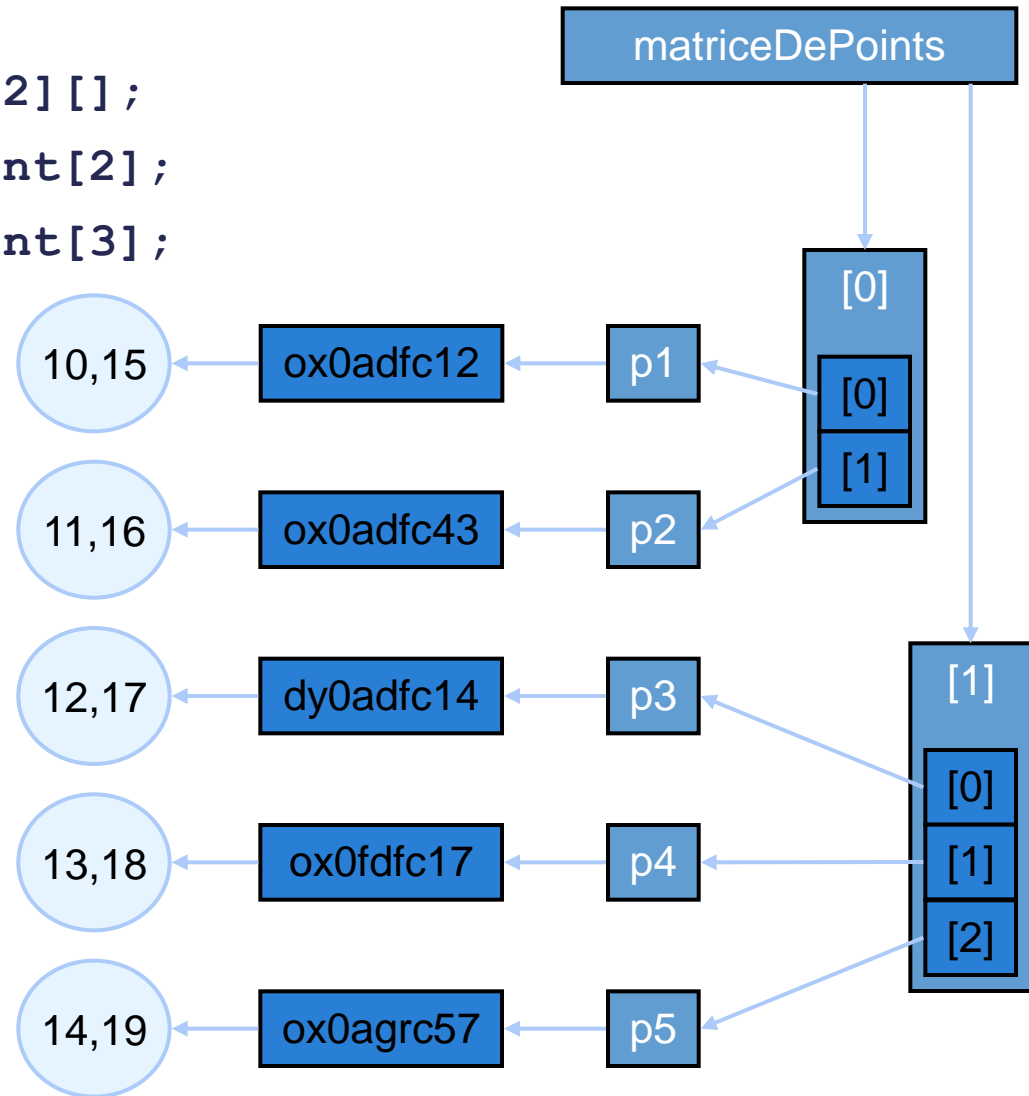 matriceDePoints
2][];
nt[2];
nt[3];
[0]
10,15 ox0adfc12 p1 [0]
11,16 ox0adfc43 p2 [1]
12,17 dy0adfc14 p3 [1]
[0]
13,18 ox0fdfc17 p4 [1]
[2]
14,19 ox0agrc57 p5